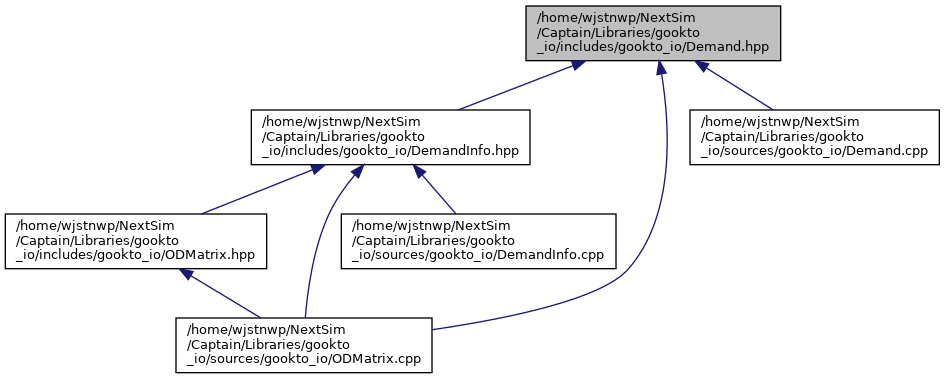 /home/wjstnwp/NextSim
/Captain/Libraries/gookto
_io/includes/gookto_io/Demand.hpp
/home/wjstnwp/NextSim
/Captain/Libraries/gookto
_io/includes/gookto_io/DemandInfo.hpp
/home/wjstnwp/NextSim
/Captain/Libraries/gookto
_io/sources/gookto_io/Demand.cpp
/home/wjstnwp/NextSim
/Captain/Libraries/gookto
_io/includes/gookto_io/ODMatrix.hpp
/home/wjstnwp/NextSim
/Captain/Libraries/gookto
_io/sources/gookto_io/DemandInfo.cpp
/home/wjstnwp/NextSim
/Captain/Libraries/gookto
_io/sources/gookto_io/ODMatrix.cpp